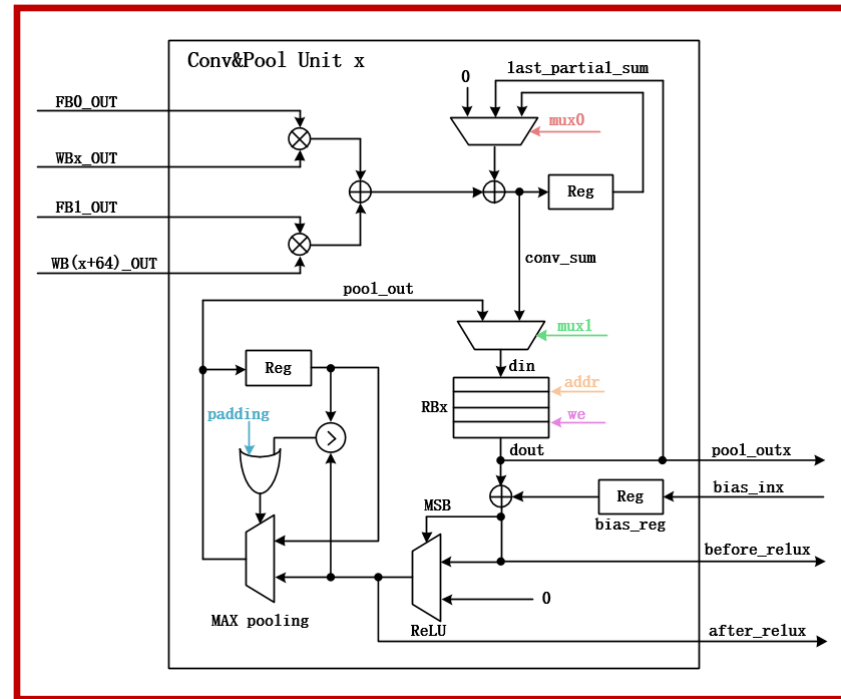 Conv&Pool Unit x
last_partial_sum
0
FB0_OUT
mux0
WBx_OUT
Reg
FB1_OUT
WB(x+64)_OUT
conv_sum
pool_out
mux1
din
Reg
addr
RBx
padding
we
>
dout
pool_outx
MSB
Reg
bias_inx
bias_reg
before_relux
0
MAX pooling
ReLU
after_relux